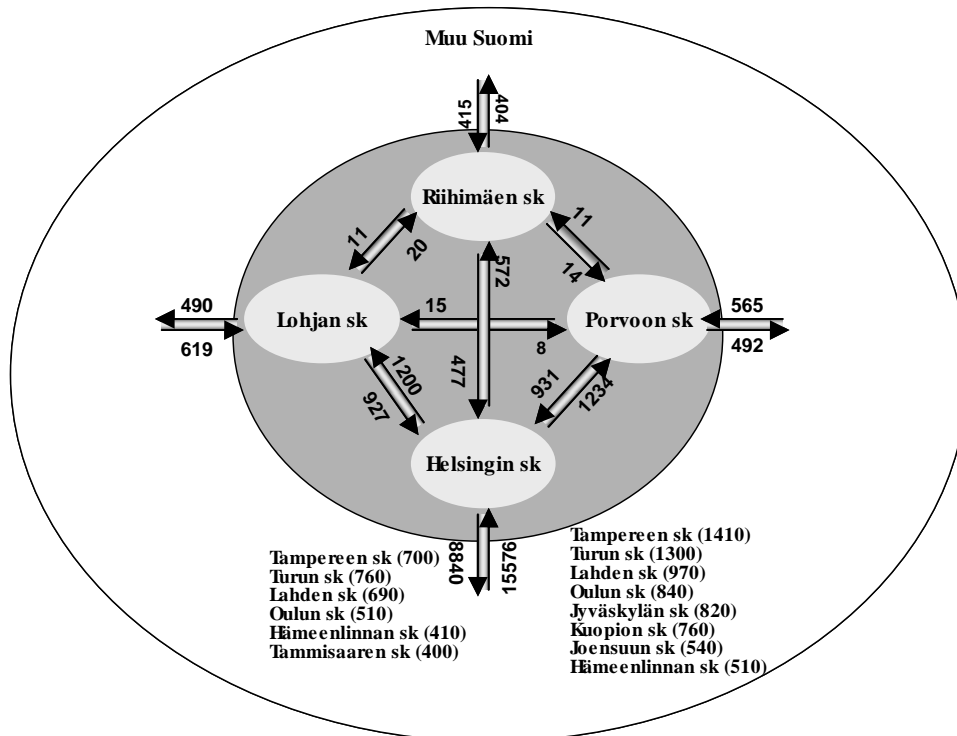 Muu Suomi
415
404
Riihimäen sk
11
20
11
14
572
490
619
Lohjan sk
15
8
Porvoon sk
565
492
477
1200
927
931
1234
Helsingin sk
8840
15576
Tampereen sk (700)
Turun sk (760)
Lahden sk (690)
Oulun sk (510)
Hämeenlinnan sk (410)
Tammisaaren sk (400)
Tampereen sk (1410)
Turun sk (1300)
Lahden sk (970)
Oulun sk (840)
Jyväskylän sk (820)
Kuopion sk (760)
Joensuun sk (540)
Hämeenlinnan sk (510)